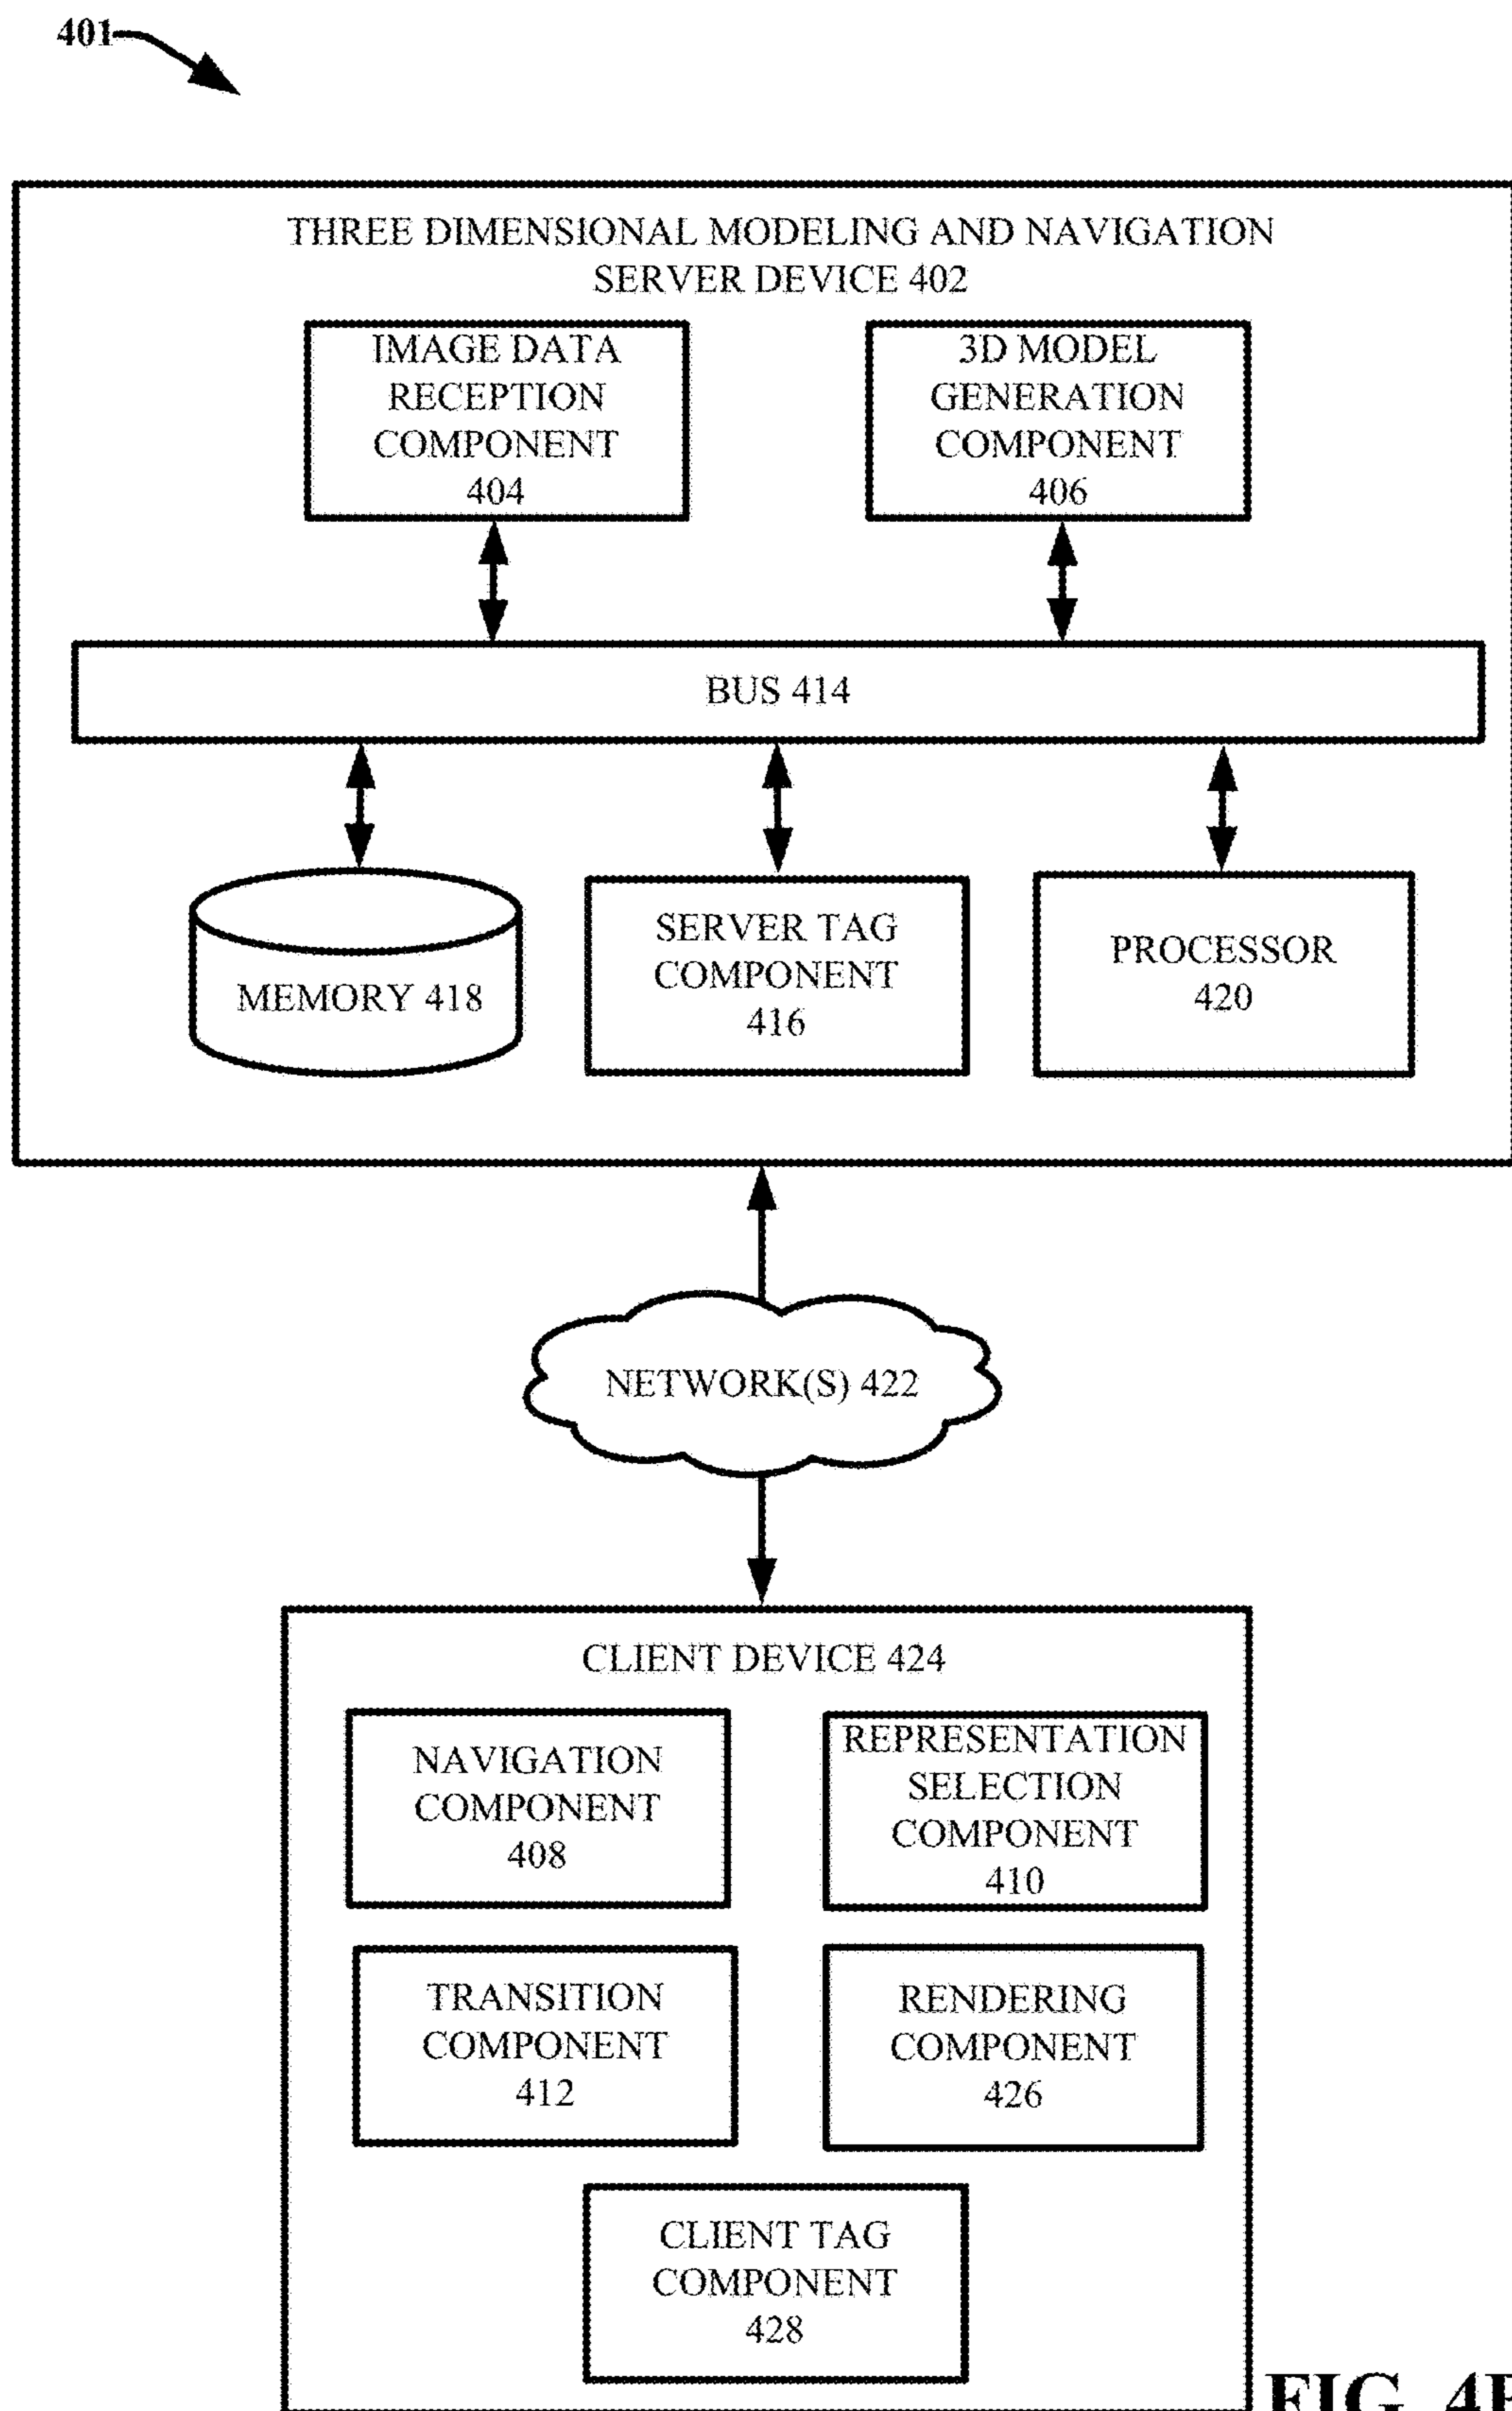 401
THREE DIMENSIONAL MODELING AND NAVIGATION
SERVER DEVICE 402
IMAGE DATA
RECEPTION
COMPONENT
404
3D MODEL
GENERATION
COMPONENT
406
BUS 414
MEMORY 418
SERVER TAG
COMPONENT
416
PROCESSOR
420
NETWORK(S) 422
CLIENT DEVICE 424
NAVIGATION
COMPONENT
408
REPRESENTATION
SELECTION
COMPONENT
410
TRANSITION
COMPONENT
412
RENDERING
COMPONENT
426
CLIENT TAG
COMPONENT
428
FIG.